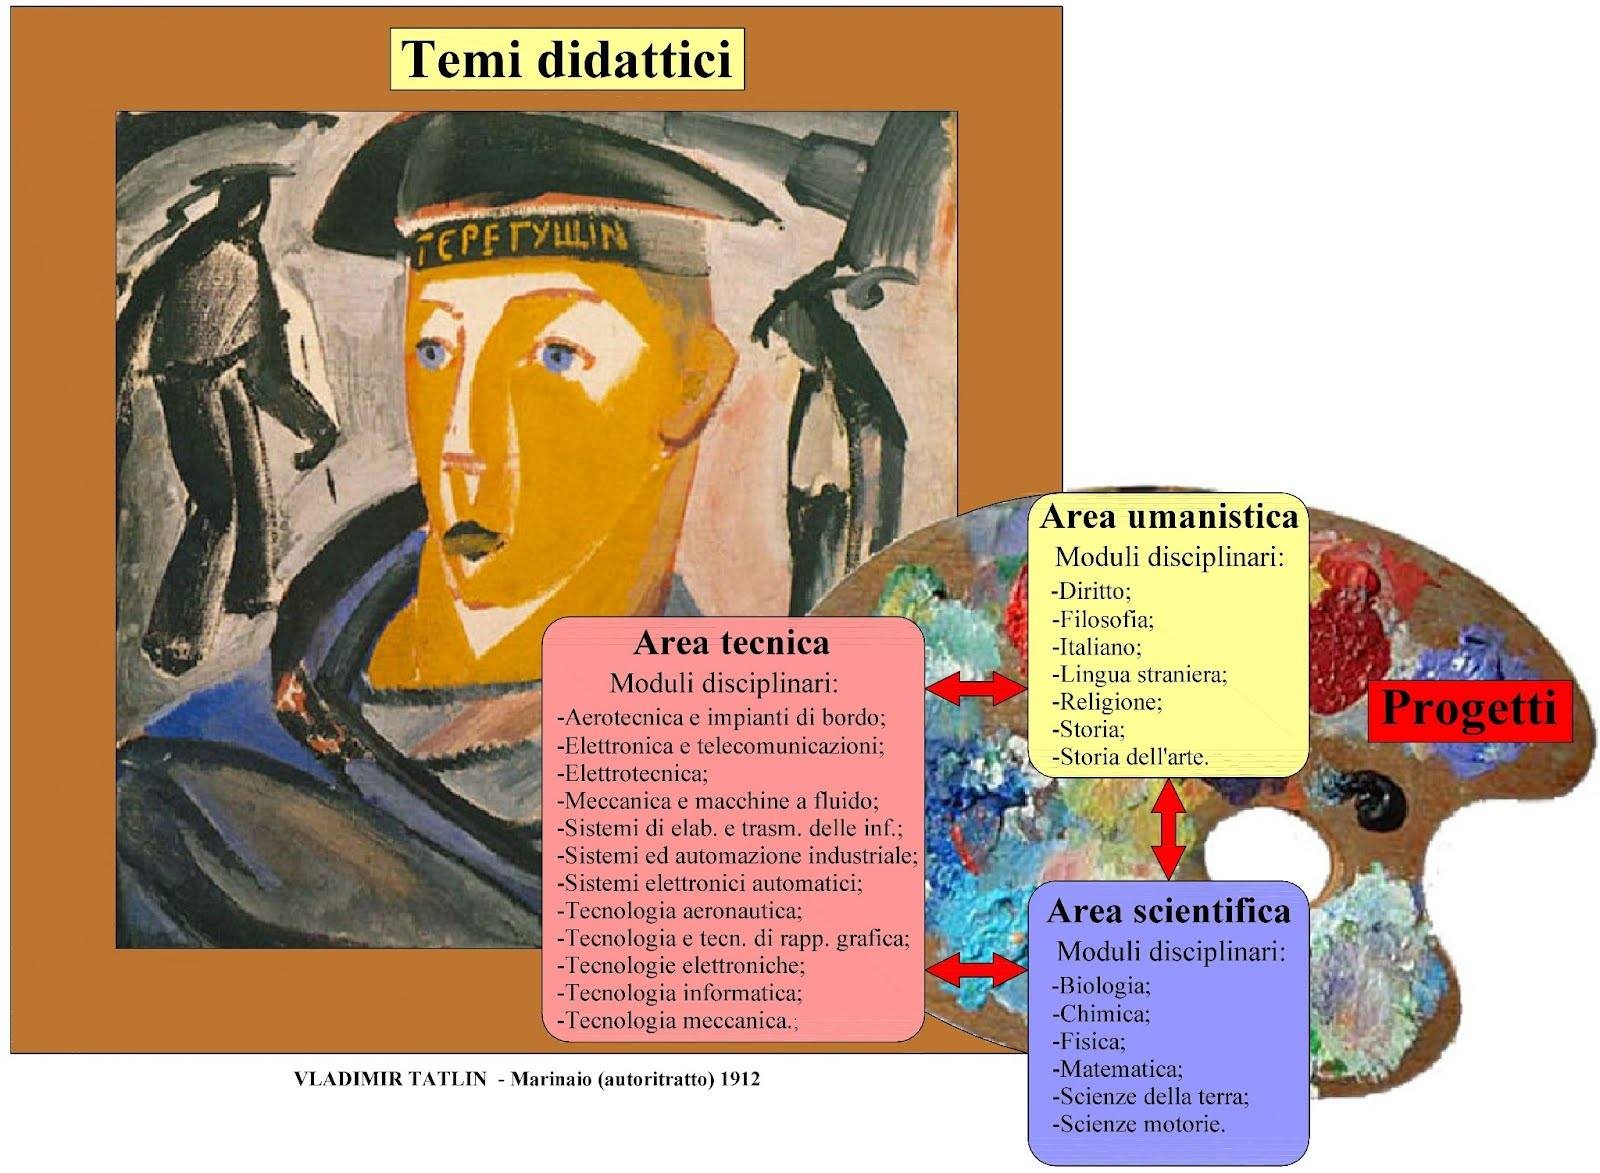 Temi didattici
ГЕРЕГУЩІN
Area umanistica
Moduli disciplinari:
-Diritto;
-Filosofia;
-Italiano;
-Lingua straniera;
-Religione;
-Storia;
-Storia dell'arte.
Area tecnica
Moduli disciplinari:
-Aerotecnica e impianti di bordo;
-Elettronica e telecomunicazioni;
-Elettrotecnica;
-Meccanica e macchine a fluido;
-Sistemi di elab. e trasm. delle inf.;
-Sistemi ed automazione industriale;
-Sistemi elettronici automatici;
-Tecnologia aeronautica;
-Tecnologia e tecn. di rapp. grafica;
-Tecnologie elettroniche;
-Tecnologia informatica;
-Tecnologia meccanica.;
Progetti
Area scientifica
Moduli disciplinari:
-Biologia;
-Chimica;
-Fisica;
-Matematica;
-Scienze della terra;
-Scienze motorie.
VLADIMIR TATLIN - Marinaio (autoritratto) 1912